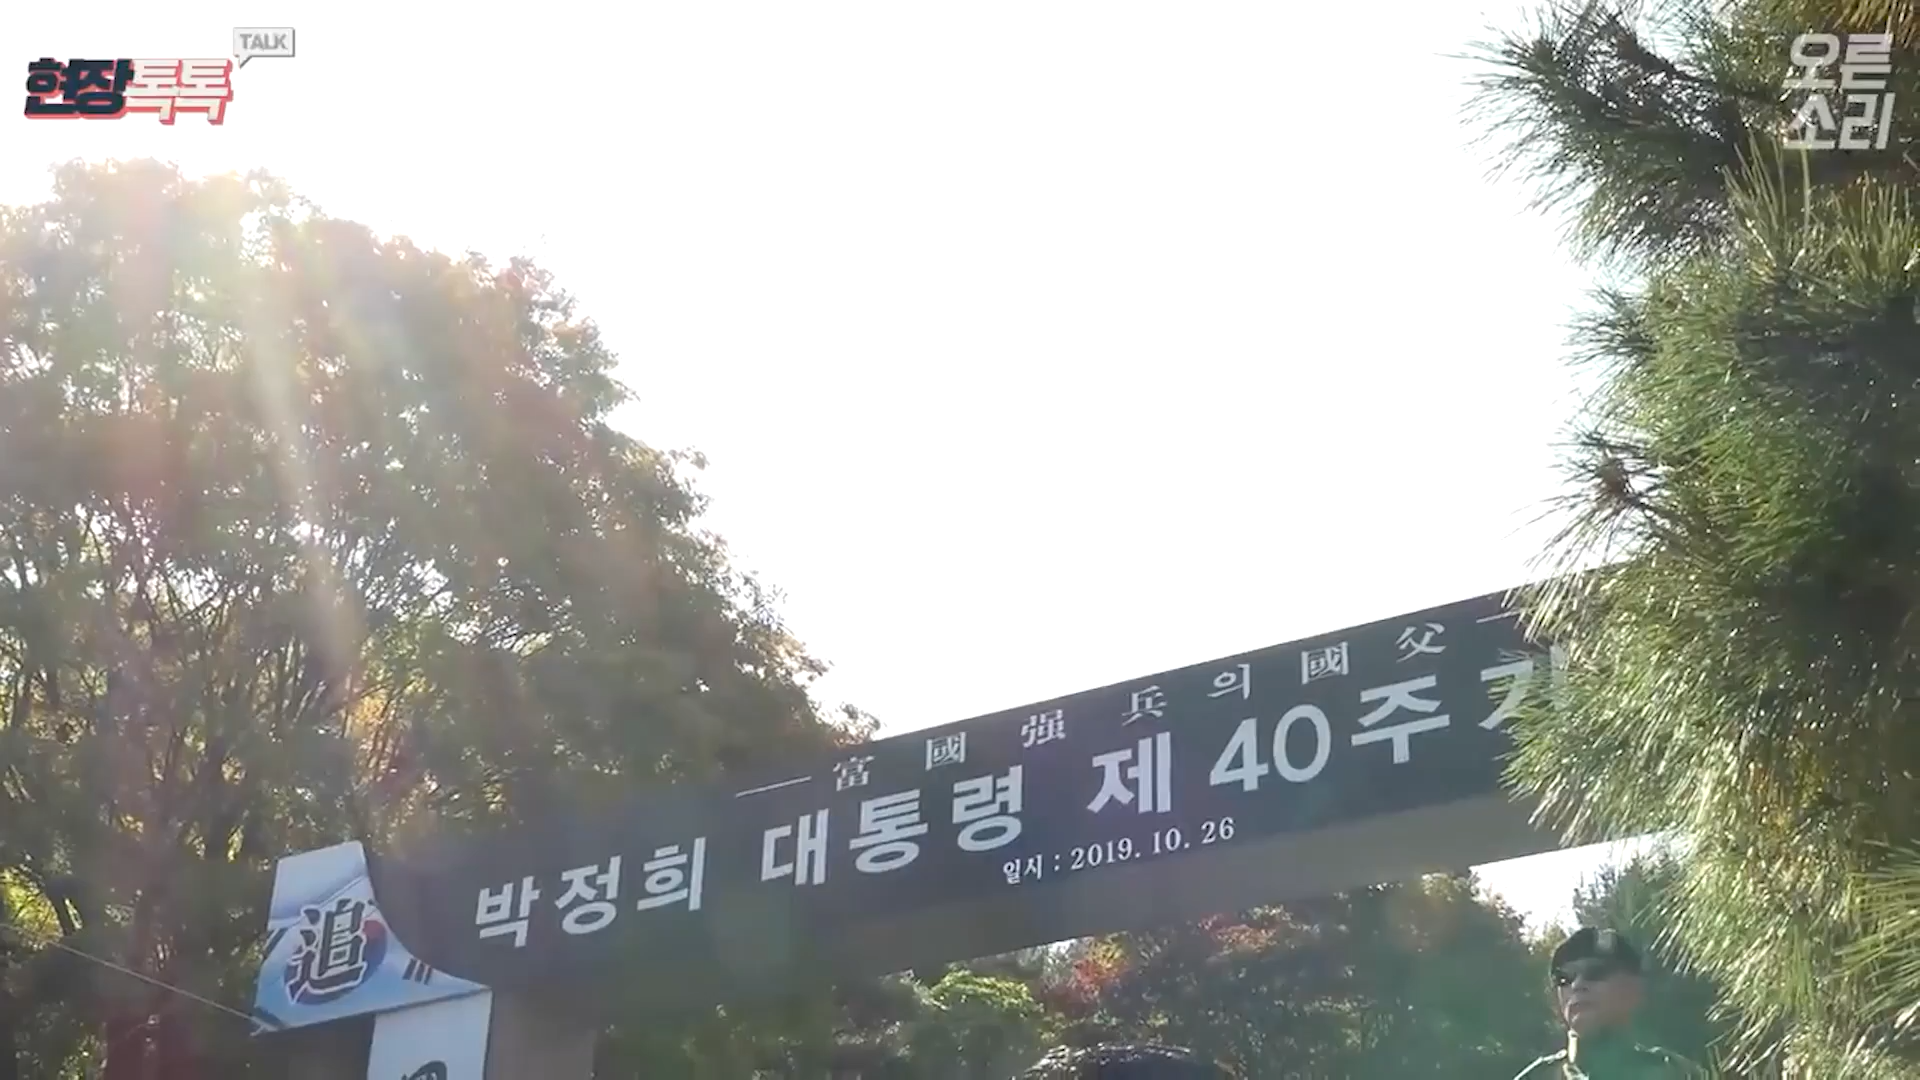 TALK
현장톡톡
오른
소리
富國强兵의國父
박정희 대통령 제40주기
일시 : 2019. 10. 26
追